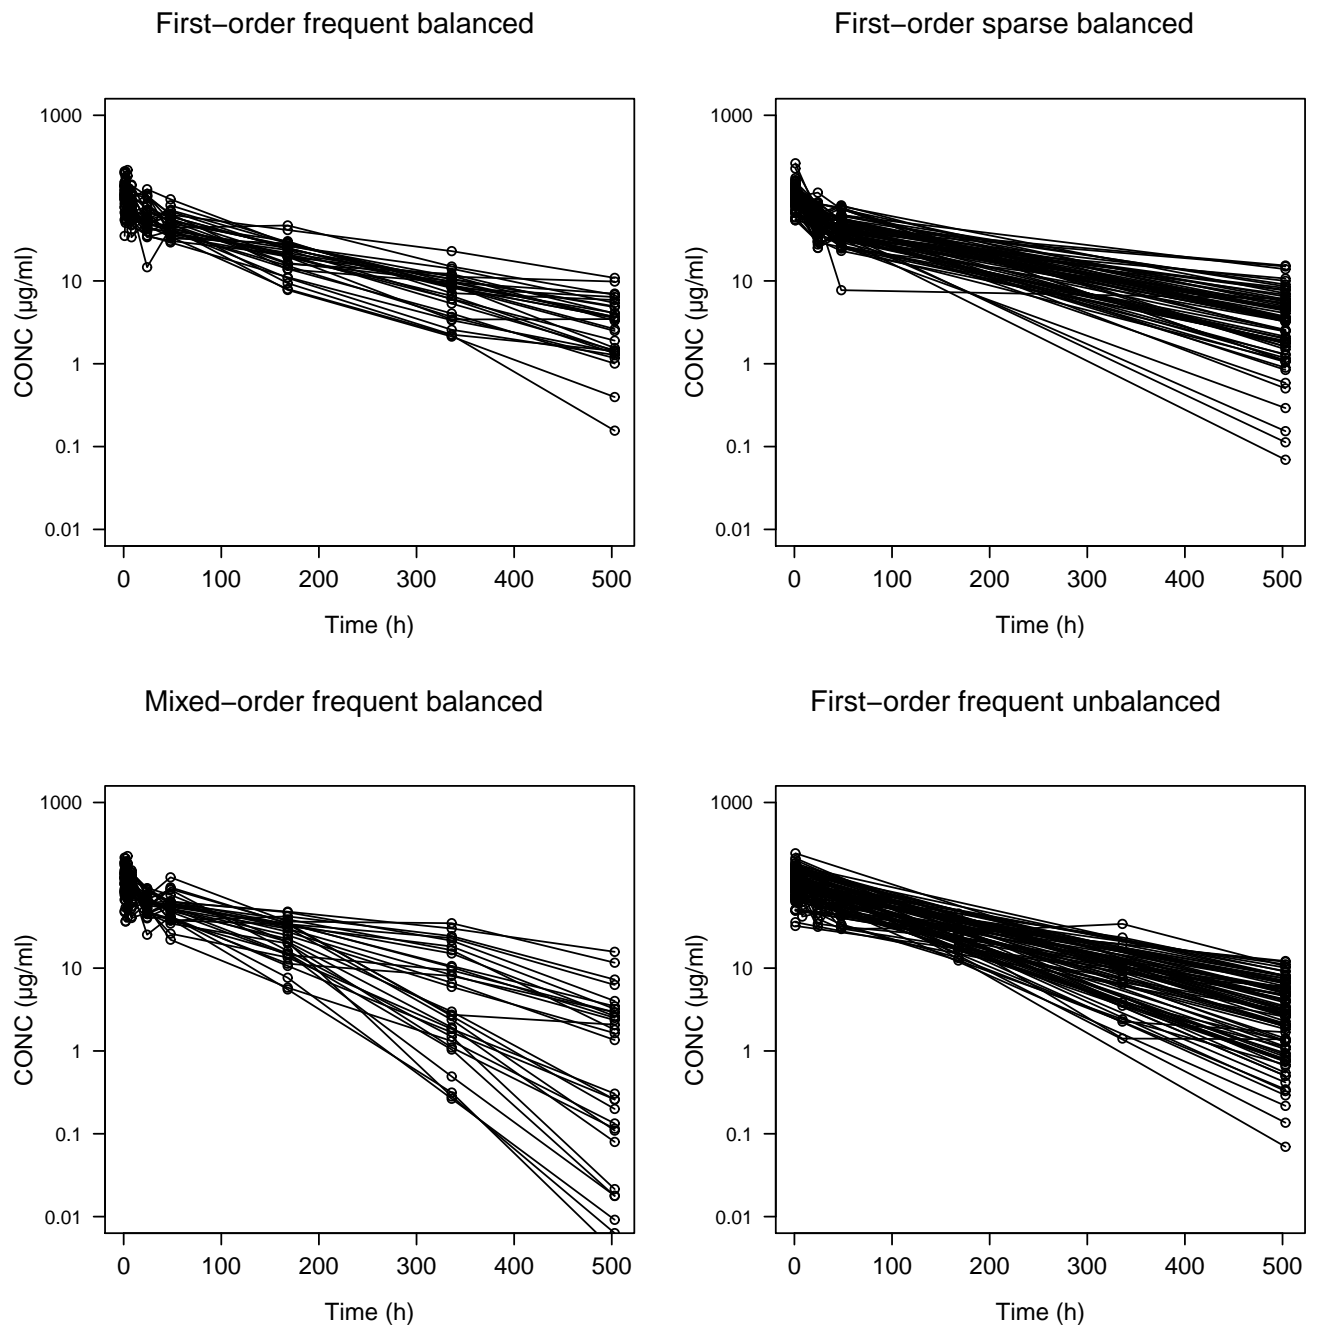 First−order frequent balanced
1000
10
1
0.1
0.01
CONC (µg/ml)
0 100 200 300 400 500
Time (h)
First−order sparse balanced
1000
10
1
0.1
0.01
CONC (µg/ml)
0 100 200 300 400 500
Time (h)
Mixed−order frequent balanced
1000
10
1
0.1
0.01
CONC (µg/ml)
0 100 200 300 400 500
Time (h)
First−order frequent unbalanced
1000
10
1
0.1
0.01
CONC (µg/ml)
0 100 200 300 400 500
Time (h)